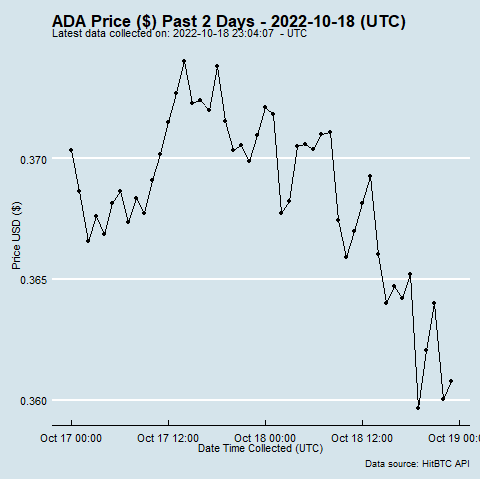 ADA Price ($) Past 2 Days - 2022-10-18 (UTC)
Latest data collected on: 2022-10-18 23:04:07  - UTC
0.370
0.365
0.360
Price USD ($)
Oct 17 00:00 Oct 17 12:00 Oct 18 00:00 Oct 18 12:00 Oct 19 00:0
Date Time Collected (UTC)
Data source: HitBTC API